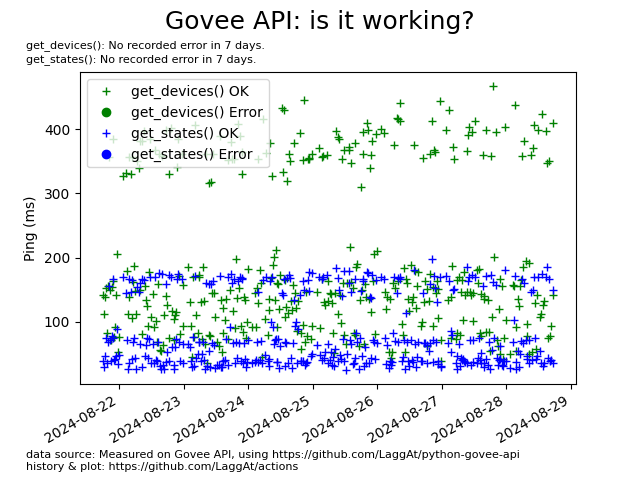 Govee API: is it working?
get_devices(): No recorded error in 7 days.
get_states(): No recorded error in 7 days.
get_devices() OK
get_devices() Error
get_states() OK
get_states() Error
Ping (ms)
400
300
200
100
2024-08-22
2024-08-23
2024-08-24
2024-08-25
2024-08-26
2024-08-27
2024-08-28
2024-08-29
data source: Measured on Govee API, using https://github.com/LaggAt/python-govee-api
history & plot: https://github.com/LaggAt/actions